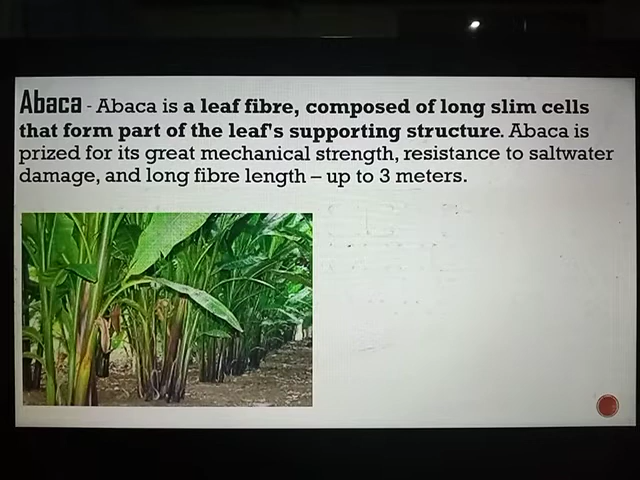 Abaca - Abaca is a leaf fibre, composed of long slim cells
that form part of the leaf's supporting structure. Abaca is
prized for its great mechanical strength, resistance to saltwater
damage, and long fibre length – up to 3 meters.